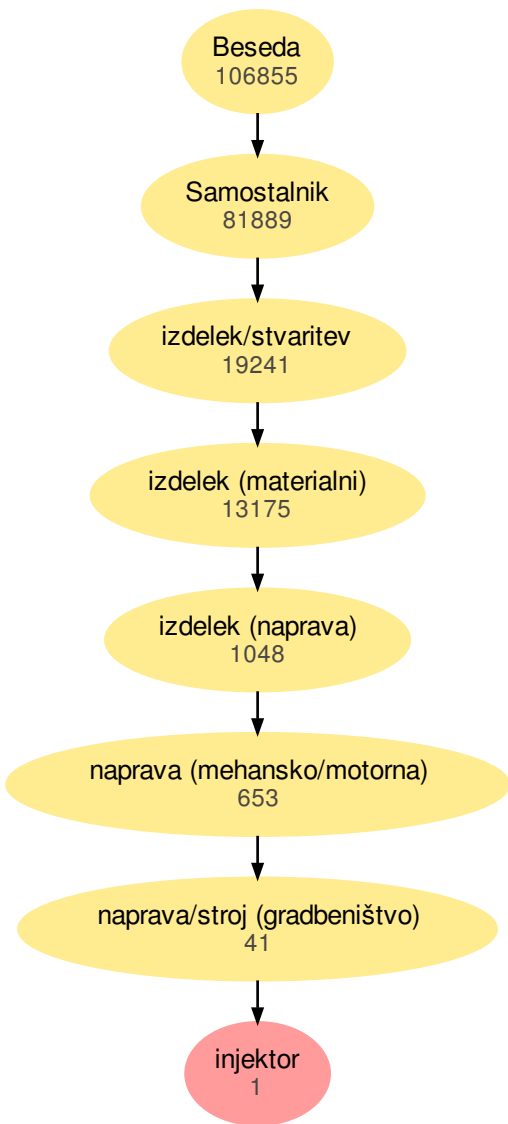 Beseda
106855
Samostalnik
81889
izdelek/stvaritev
19241
izdelek (materialni)
13175
izdelek (naprava)
1048
naprava (mehansko/motorna)
653
naprava/stroj (gradbeništvo)
41
injektor
1